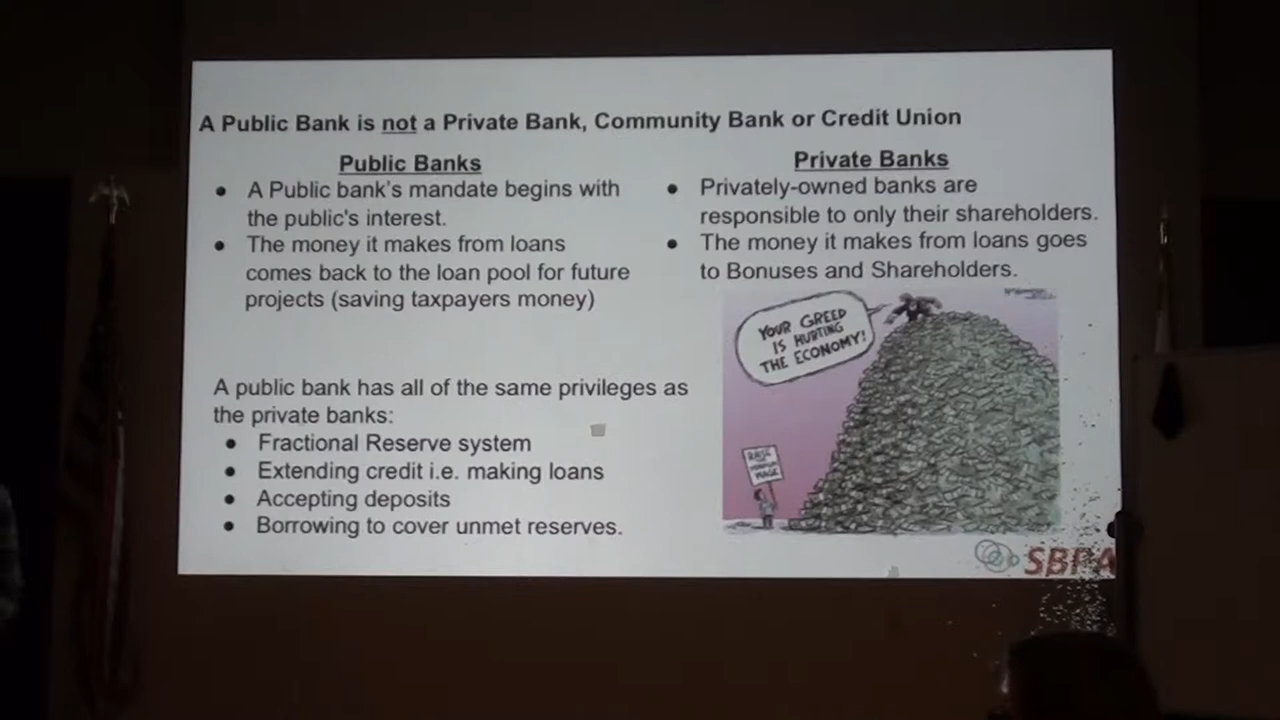 A Public Bank is not a Private Bank, Community Bank or Credit Union
Public Banks
● A Public bank's mandate begins with
the public's interest.
● The money it makes from loans
comes back to the loan pool for future
projects (saving taxpayers money)
Private Banks
● Privately-owned banks are
responsible to only their shareholders.
● The money it makes from loans goes
to Bonuses and Shareholders.
YOUR GREED
IS HURTING
THE ECONOMY!
RAISE
WAGE
A public bank has all of the same privileges as
the private banks:
● Fractional Reserve system
● Extending credit i.e. making loans
● Accepting deposits
● Borrowing to cover unmet reserves.
SBPA